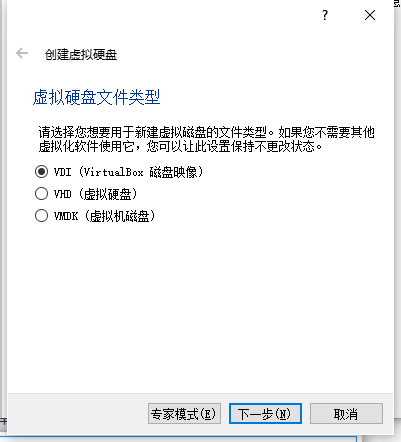 ?
创建虚拟硬盘
虚拟硬盘文件类型
请选择您想要用于新建虚拟磁盘的文件类型。如果您不需要其他
虚拟化软件使用它，您可以让此设置保持不更改状态。
VDI (VirtualBox 磁盘映像)
VHD (虚拟硬盘)
VMDK (虚拟机磁盘)
专家模式(E) 下一步(N) 取消